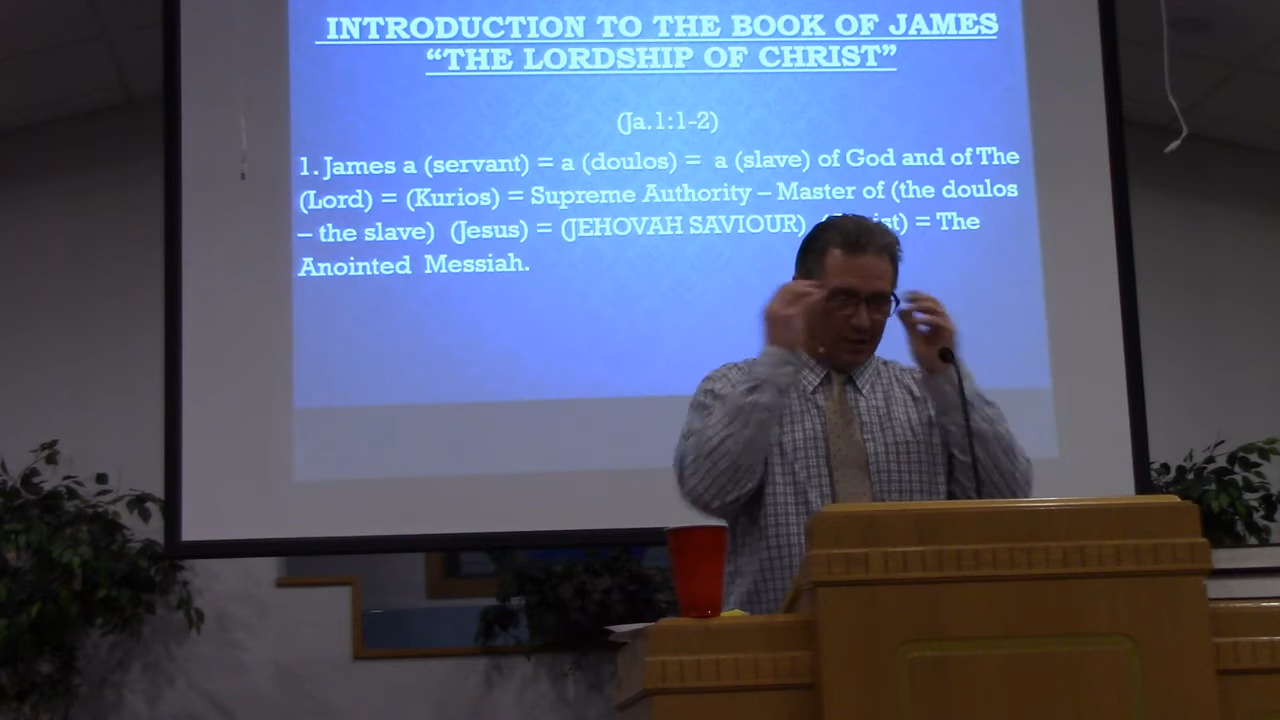 INTRODUCTION TO THE BOOK OF JAMES
“THE LORDSHIP OF CHRIST”
(Ja.1:1-2)
1. James a (servant) = a (doulos) = a (slave) of God and of The
(Lord) = (Kurios) = Supreme Authority – Master of (the doulos
– the slave) (Jesus) = (JEHOVAH SAVIOUR) = The
Anointed Messiah.